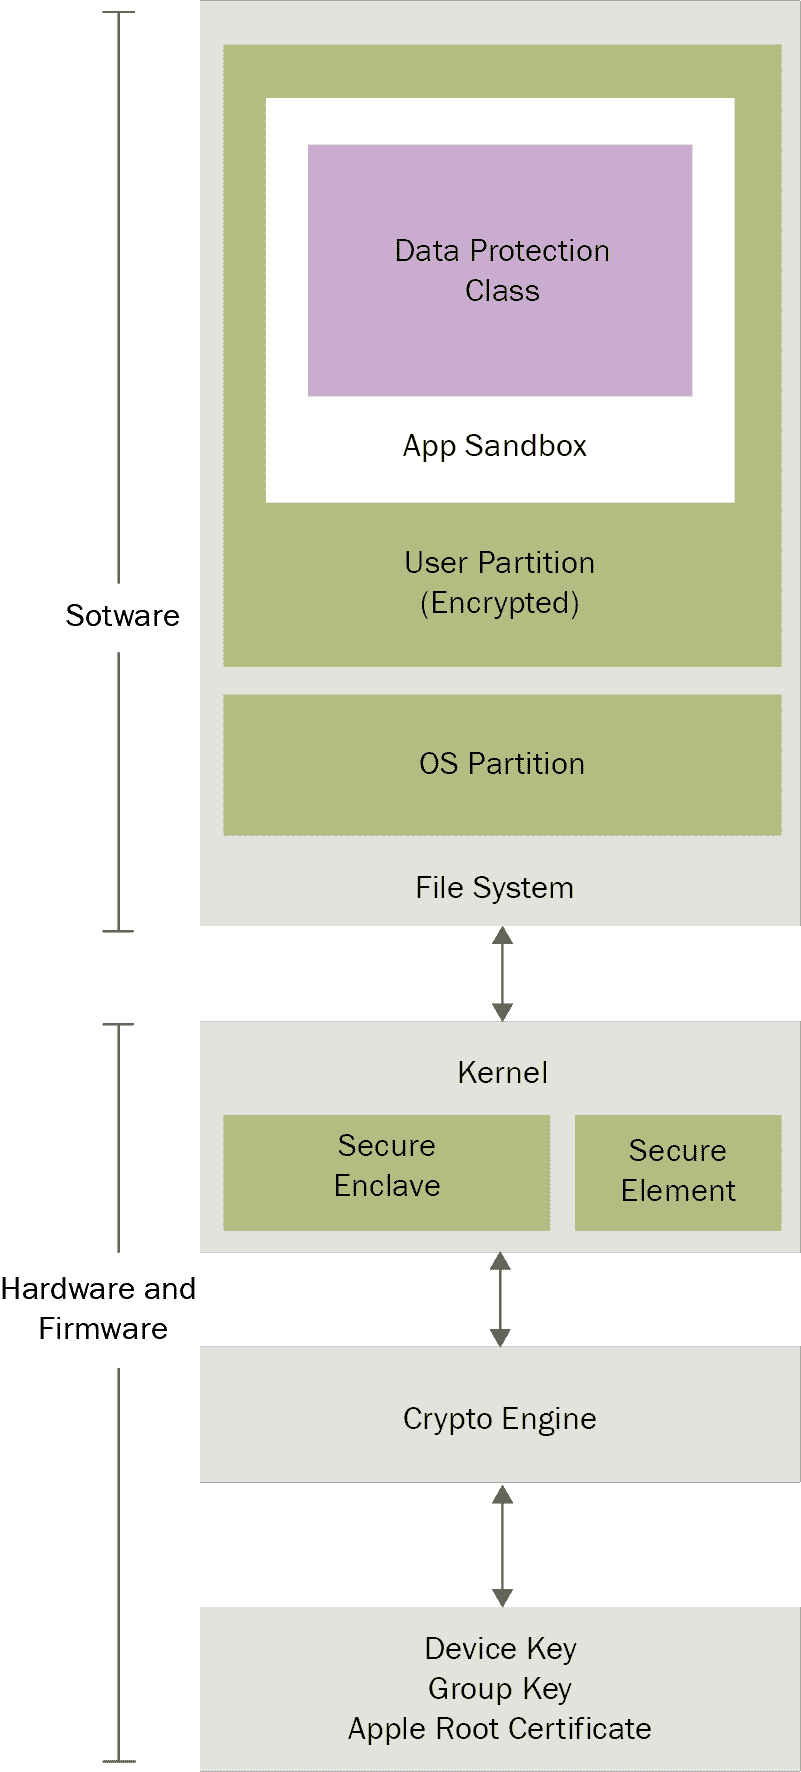 Data Protection
Class
App Sandbox
User Partition
(Encrypted)
Sotware
OS Partition
File System
Kernel
Secure
Enclave
Secure
Element
Hardware and
Firmware
Crypto Engine
Device Key
Group Key
Apple Root Certificate